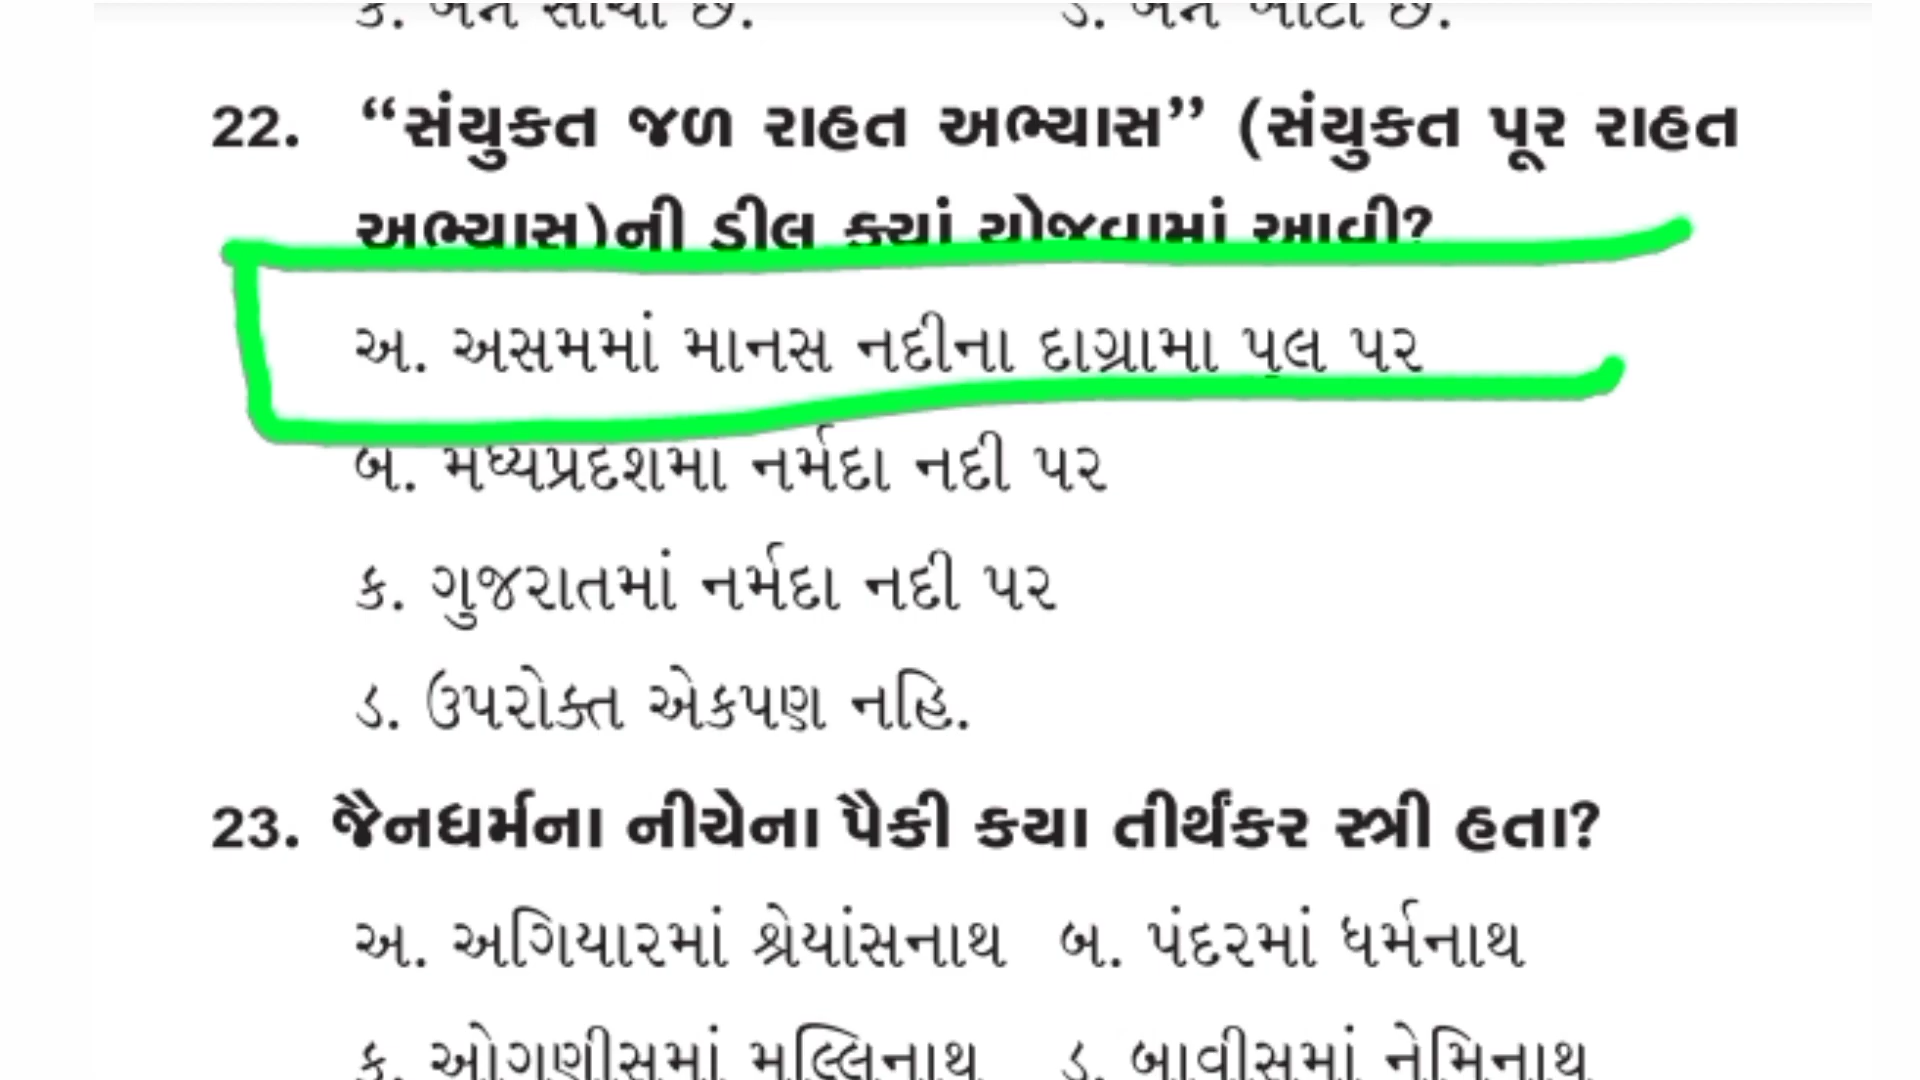 ક. બંને સાચા છે. ડ. બંને ખોટા છે.
22. “સંયુકત જળ રાહત અભ્યાસ” (સંયુકત પૂર રાહત
અભ્યાસ)ની ડીલ ક્યાં યોજવામાં આવી?
અ. અસમમાં માનસ નદીના દાગ્રામા પુલ પર
બ. મધ્યપ્રદેશમાં નર્મદા નદી પર
ક. ગુજરાતમાં નર્મદા નદી પર
ડ. ઉપરોક્ત એકપણ નહિ.
23. જૈનધર્મના નીચેના પૈકી કયા તીર્થંકર સ્ત્રી હતા?
અ. અગિયારમાં શ્રેયાંસનાથ બ. પંદરમાં ધર્મનાથ
ક. ઓગણીસમાં મલ્લિનાથ ડ. બાવીસમાં નેમિનાથ